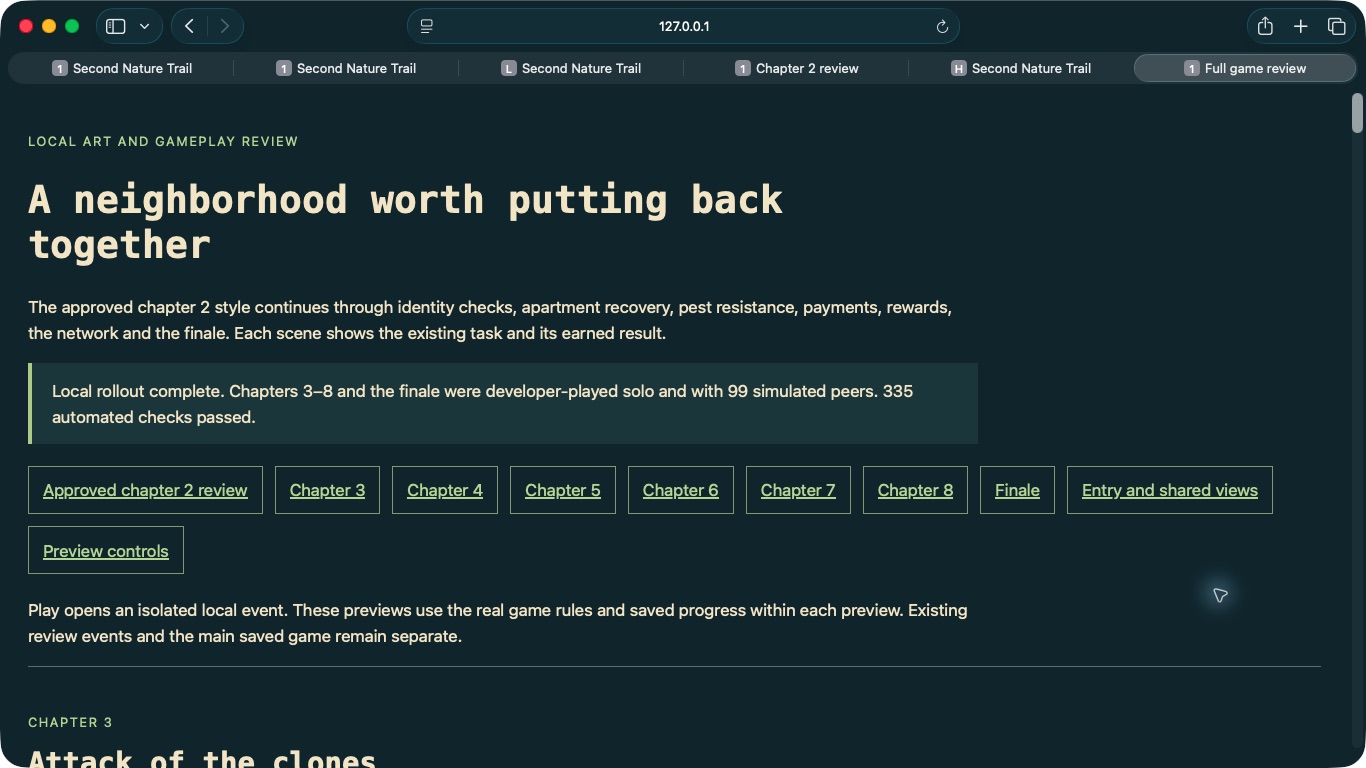 127.0.0.1
1 Second Nature Trail
1 Second Nature Trail
L Second Nature Trail
1 Chapter 2 review
H Second Nature Trail
1 Full game review
LOCAL ART AND GAMEPLAY REVIEW
A neighborhood worth putting back
together
The approved chapter 2 style continues through identity checks, apartment recovery, pest resistance, payments, rewards,
the network and the finale. Each scene shows the existing task and its earned result.
Local rollout complete. Chapters 3–8 and the finale were developer-played solo and with 99 simulated peers. 335
automated checks passed.
Approved chapter 2 review
Chapter 3
Chapter 4
Chapter 5
Chapter 6
Chapter 7
Chapter 8
Finale
Entry and shared views
Preview controls
Play opens an isolated local event. These previews use the real game rules and saved progress within each preview. Existing
review events and the main saved game remain separate.
CHAPTER 3
Attack of the clones